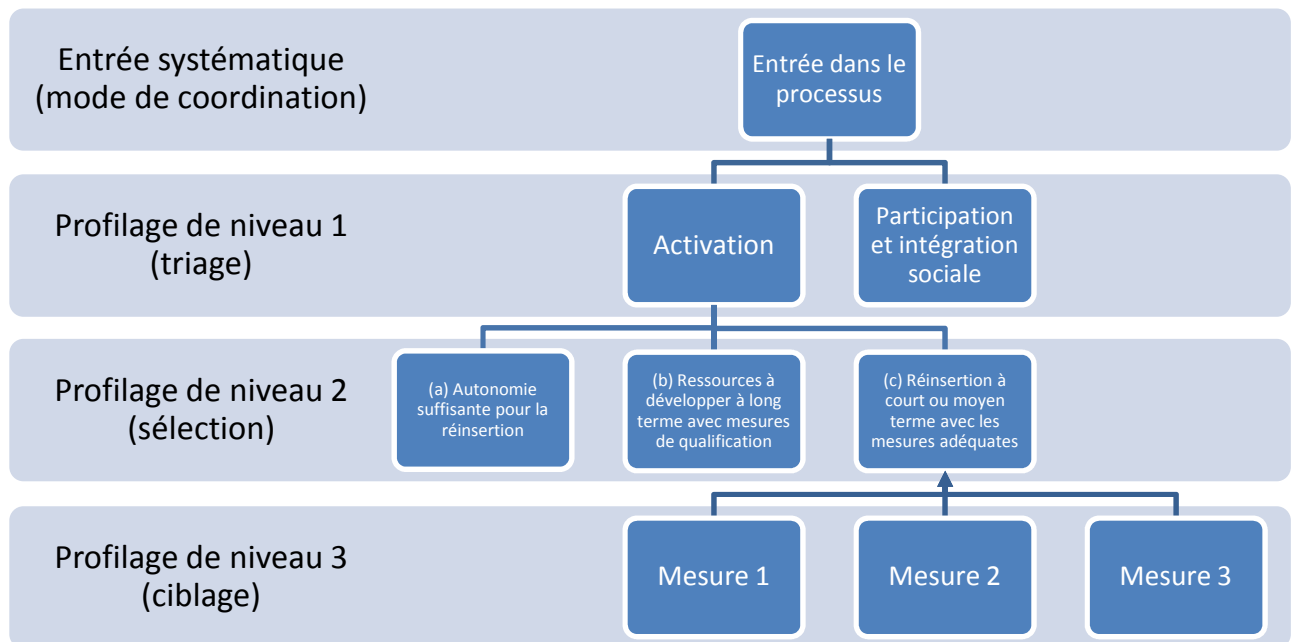 Entrée systématique
(mode de coordination)
Entrée dans le
processus
Profilage de niveau 1
(triage)
Activation
Participation
et intégration
sociale
Profilage de niveau 2
(sélection)
(a) Autonomie
suffisante pour la
réinsertion
(b) Ressources à
développer à long
terme avec mesures
de qualification
(c) Réinsertion à
court ou moyen
terme avec les
mesures adéquates
Profilage de niveau 3
(ciblage)
Mesure 1
Mesure 2
Mesure 3